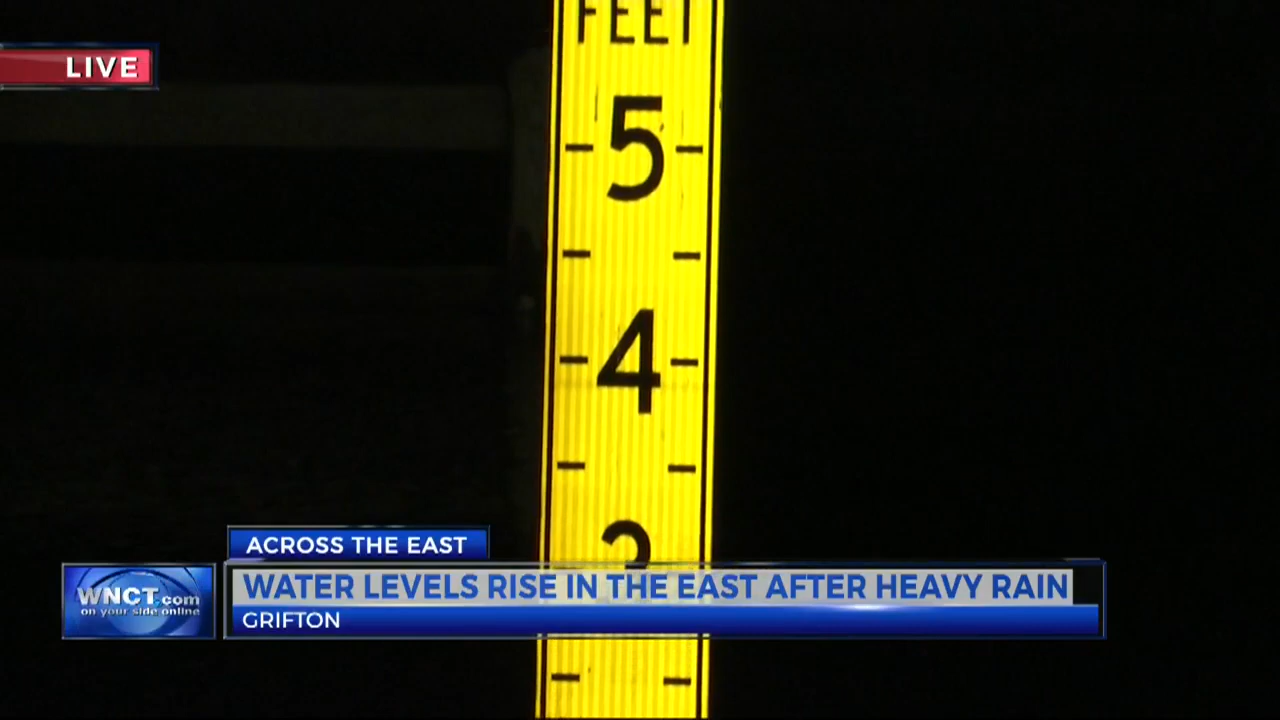 FEET
LIVE
5
4
3
ACROSS THE EAST
WATER LEVELS RISE IN THE EAST AFTER HEAVY RAIN
WNCT.com
on your side online
GRIFTON